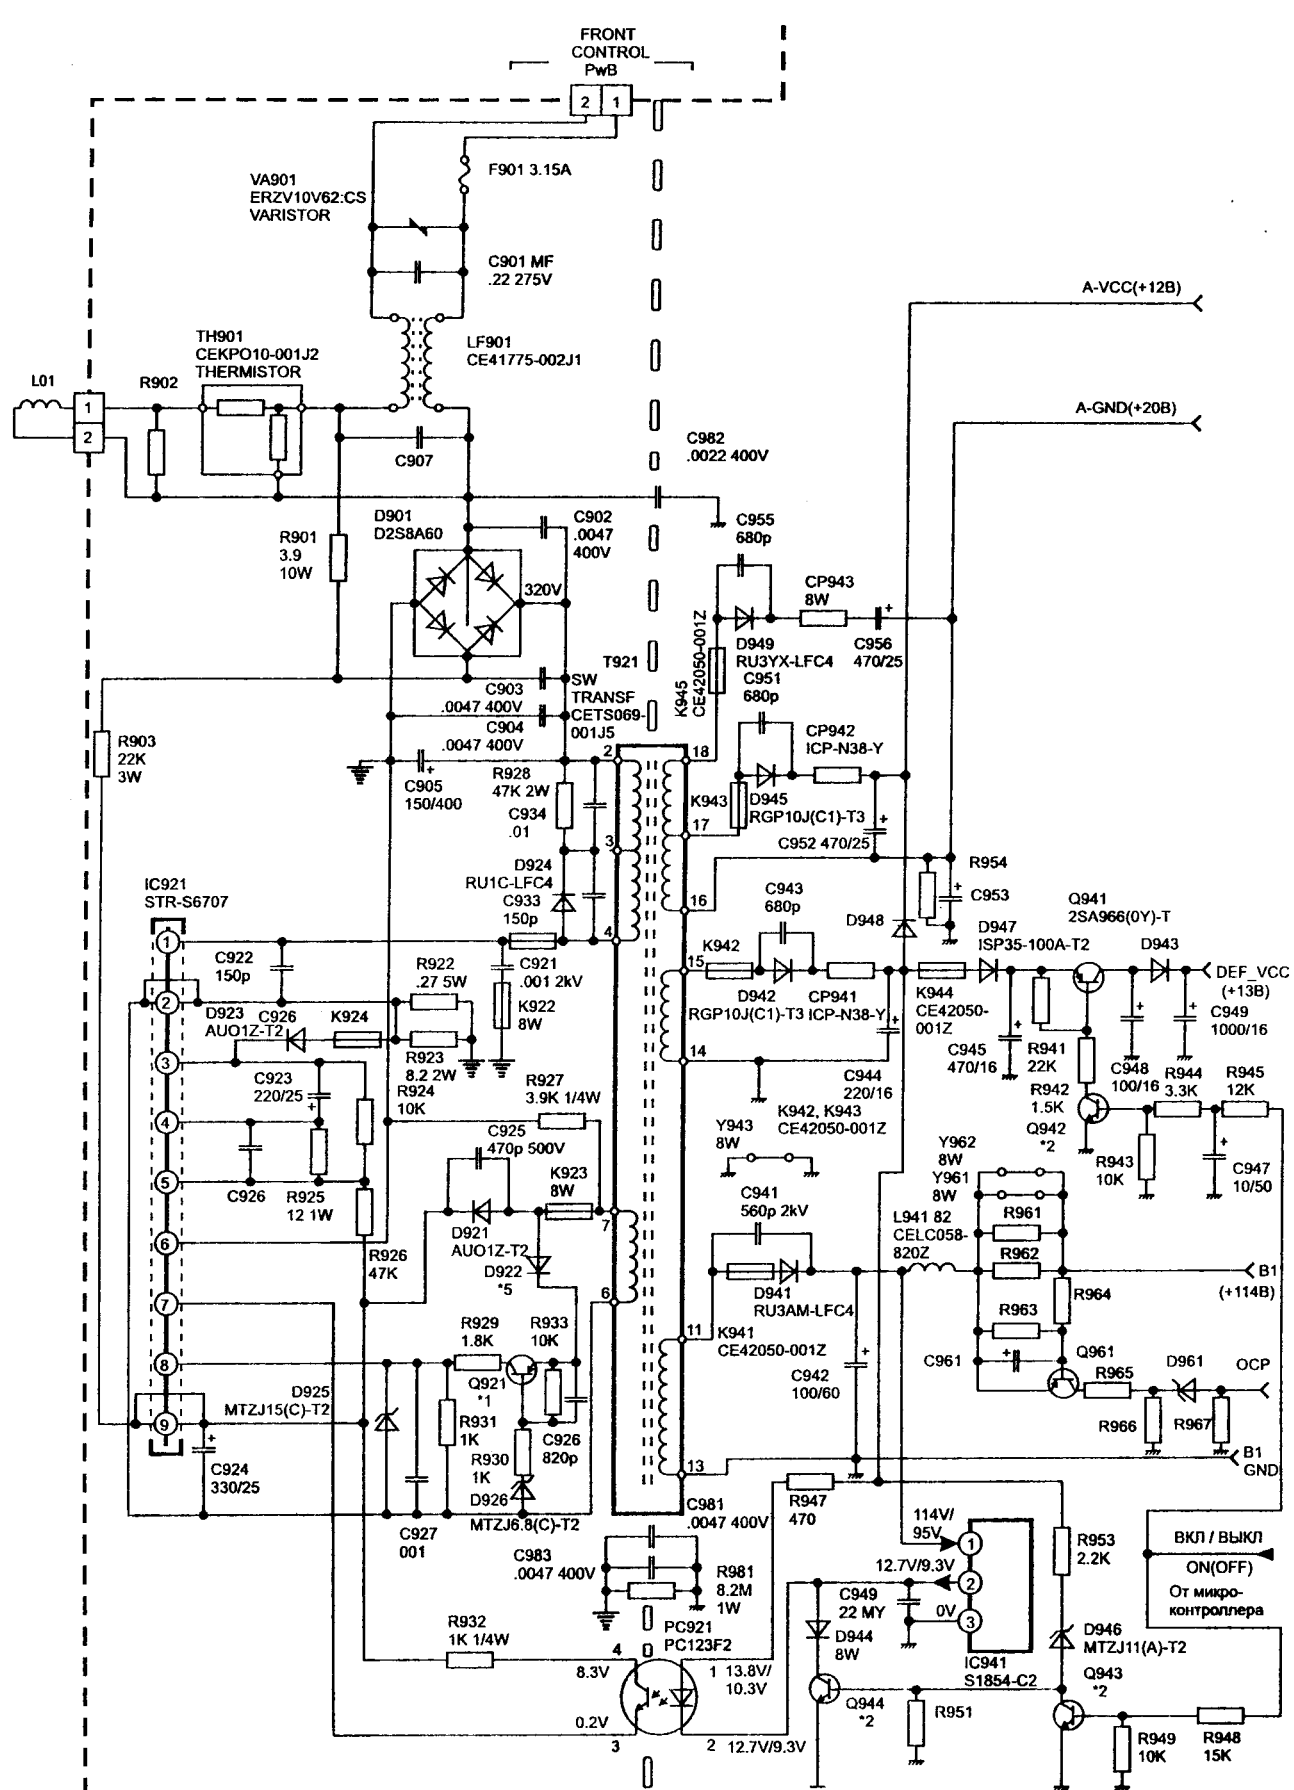 FRONT
CONTROL
PwB
2
1
F901 3.15A
VA901
ERZV10V62:CS
VARISTOR
C901 MF
.22 275V
A-VCC(+12B)
TH901
CEKPO10-001J2
THERMISTOR
LF901
CE41775-002J1
L01
R902
1
2
A-GND(+20B)
C907
C982
.0022 400V
R901
3.9
10W
D901
D2S8A60
C902
.0047
400V
320V
C955
680p
CP943
8W
K945
CE42050-001Z
D949
RU3YX-LFC4
C956
470/25
T921
SW
TRANSF
CETS069-
001J5
C903
.0047 400V
C904
.0047 400V
C951
680p
R903
22K
3W
C905
150/400
R928
47K 2W
C934
.01
2
18
CP942
ICP-N38-Y
K943
D945
RGP10J(C1)-T3
17
C952 470/25
3
D924
RU1C-LFC4
C933
150p
4
16
R954
C953
IC921
STR-S6707
1
C922
150p
C921
.001 2kV
K922
8W
C943
680p
D948
D947
ISP35-100A-T2
Q941
2SA966(0Y)-T
D943
K942
15
D942
RGP10J(C1)-T3
CP941
ICP-N38-Y
K944
CE42050-
001Z
DEF_VCC
(+13B)
2
D923
AUO1Z-T2
C926
K924
R922
.27 5W
R923
8.2 2W
14
C944
220/16
C945
470/16
R941
22K
C948
100/16
C949
1000/16
3
C923
220/25
R924
10K
R927
3.9K 1/4W
K942, K943
CE42050-001Z
R942
1.5K
Q942
*2
R944
3.3K
R945
12K
4
C926
R925
12 1W
C925
470p 500V
K923
8W
Y943
8W
Y962
8W
Y961
8W
R943
10K
C947
10/50
5
D921
AUO1Z-T2
D922
*5
7
C941
560p 2kV
L941 82
CELC058-
820Z
R961
R962
6
R926
47K
D941
RU3AM-LFC4
R964
B1
(+114B)
7
6
R963
R929
1.8K
R933
10K
11
K941
CE42050-001Z
C942
100/60
C961
Q961
8
Q921
*1
R965
D961
OCP
D925
MTZJ15(C)-T2
R931
1K
R930
1K
C926
820p
R966
R967
9
C924
330/25
D926
MTZJ6.8(C)-T2
13
B1
GND
C927
001
C981
.0047 400V
R947
470
114V/
95V
1
R953
2.2K
ВКЛ / ВЫКЛ
ON(OFF)
От микро-
контроллера
C983
.0047 400V
R981
8.2M
1W
12.7V/9.3V
2
C949
22 MY
0V
3
D944
8W
IC941
S1854-C2
D946
MTZJ11(A)-T2
R932
1K 1/4W
PC921
PC123F2
4
8.3V
1
13.8V/
10.3V
Q944
*2
R951
Q943
*2
0.2V
3
2
12.7V/9.3V
R949
10K
R948
15K